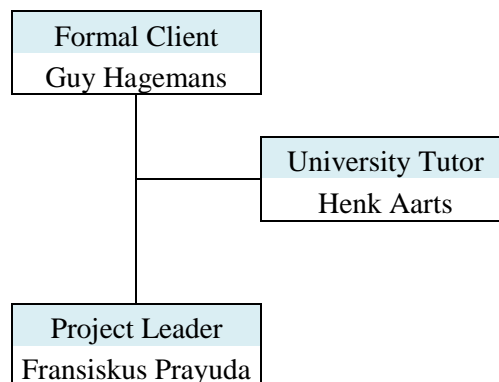 Formal Client
Guy Hagemans
University Tutor
Henk Aarts
Project Leader
Fransiskus Prayuda